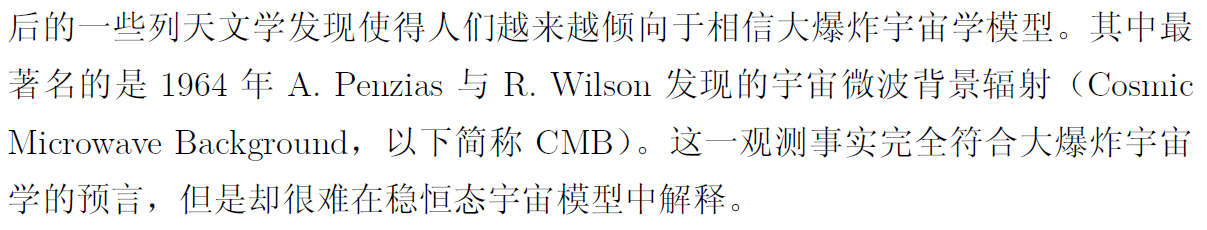 后的一些列天文学发现使得人们越来越倾向于相信大爆炸宇宙学模型。其中最
著名的是 1964 年 A. Penzias 与 R. Wilson 发现的宇宙微波背景辐射（Cosmic
Microwave Background，以下简称 CMB）。这一观测事实完全符合大爆炸宇宙
学的预言，但是却很难在稳恒态宇宙模型中解释。